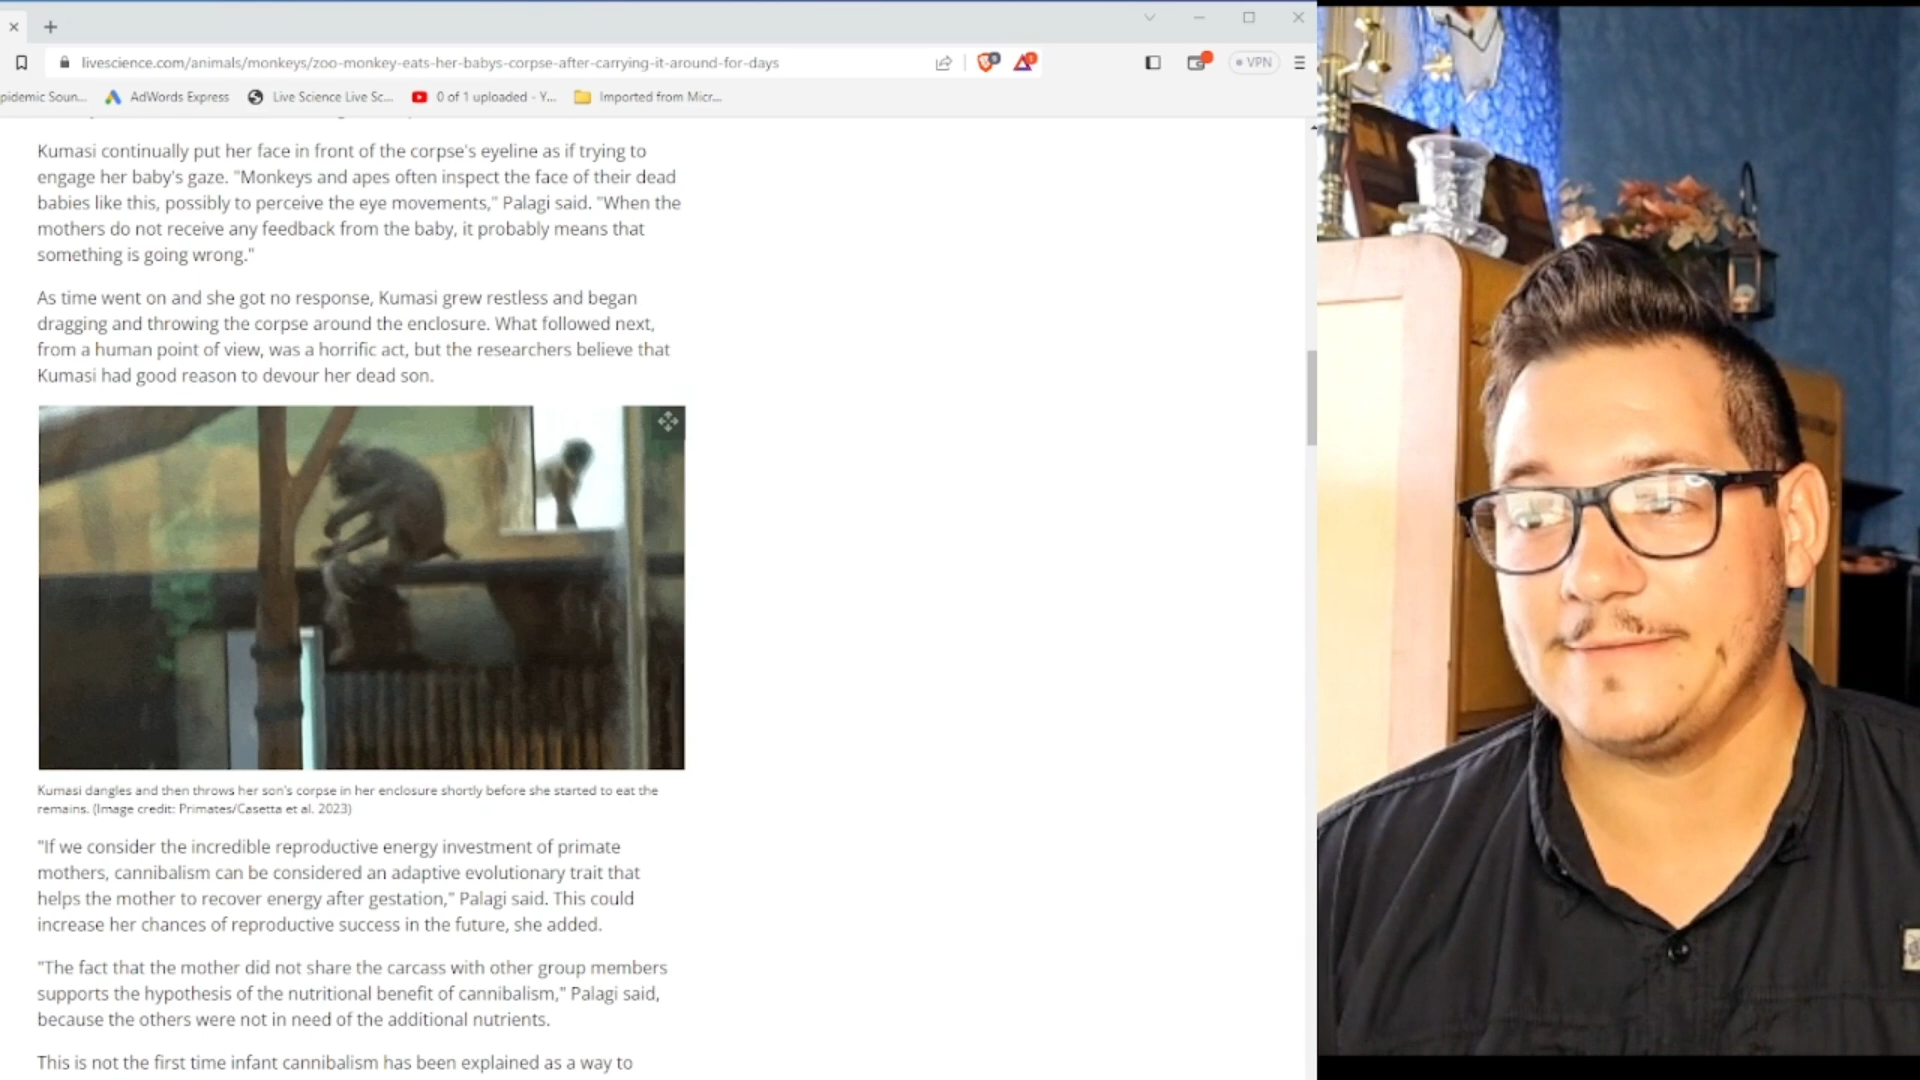 livescience.com/animals/monkeys/zoo-monkey-eats-her-babys-corpse-after-carrying-it-around-for-days
VPN
pidemic Soun...
AdWords Express
Live Science Live Sc...
0 of 1 uploaded - Y...
Imported from Micr...
Kumasi continually put her face in front of the corpse's eyeline as if trying to
engage her baby's gaze. "Monkeys and apes often inspect the face of their dead
babies like this, possibly to perceive the eye movements," Palagi said. "When the
mothers do not receive any feedback from the baby, it probably means that
something is going wrong."
As time went on and she got no response, Kumasi grew restless and began
dragging and throwing the corpse around the enclosure. What followed next,
from a human point of view, was a horrific act, but the researchers believe that
Kumasi had good reason to devour her dead son.
Kumasi dangles and then throws her son's corpse in her enclosure shortly before she started to eat the
remains. (Image credit: Primates/Casetta et al. 2023)
"If we consider the incredible reproductive energy investment of primate
mothers, cannibalism can be considered an adaptive evolutionary trait that
helps the mother to recover energy after gestation," Palagi said. This could
increase her chances of reproductive success in the future, she added.
"The fact that the mother did not share the carcass with other group members
supports the hypothesis of the nutritional benefit of cannibalism," Palagi said,
because the others were not in need of the additional nutrients.
This is not the first time infant cannibalism has been explained as a way to